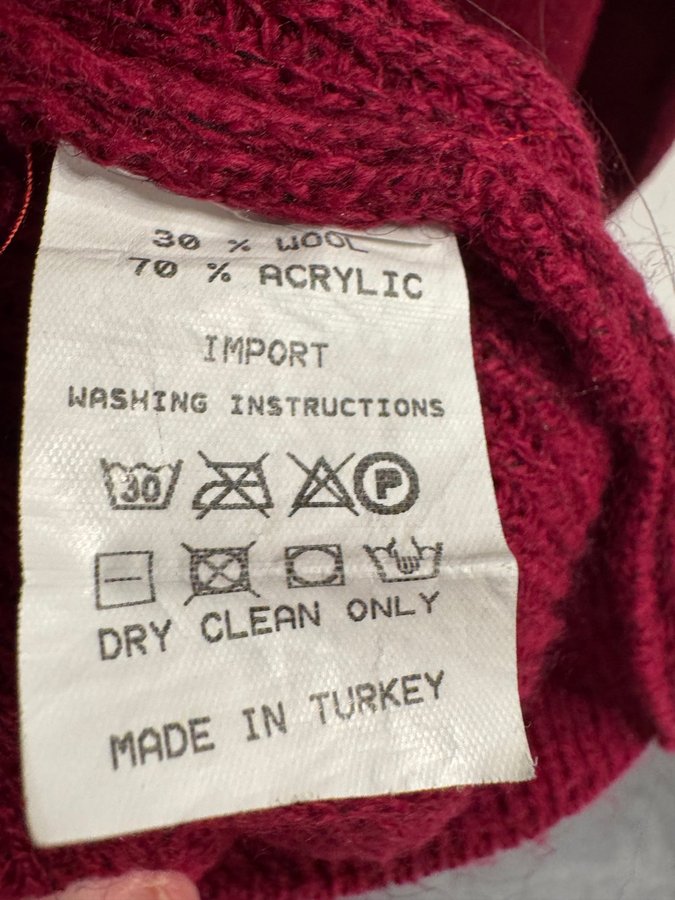 30 % WOOL
70 % ACRYLIC
IMPORT
WASHING INSTRUCTIONS
30 P
DRY CLEAN ONLY
MADE IN TURKEY